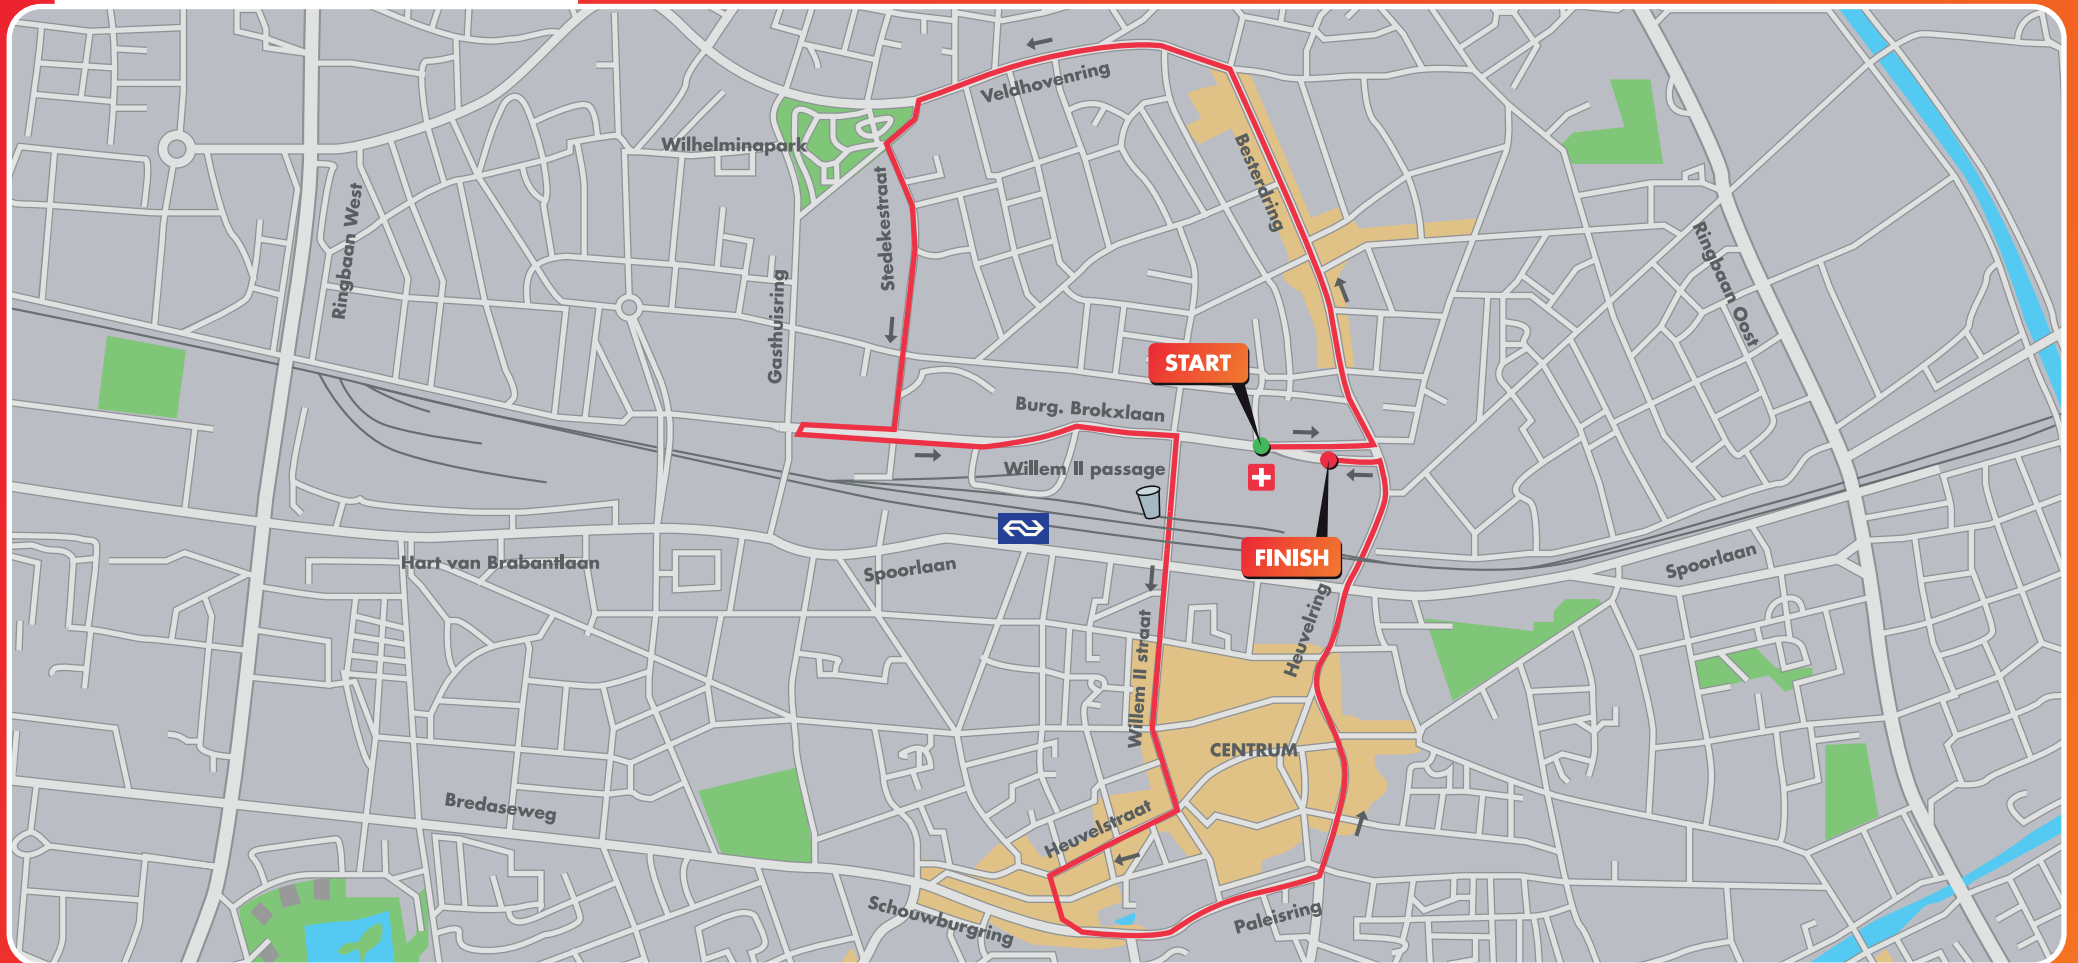 Veldhovenring
Wilhelminapark
Besterdring
Stedekestraat
Ringbaan West
Ringbaan Oost
Gasthuisring
START
Burg. Brokxlaan
Willem II passage
Hart van Brabantlaan
Spoorlaan
FINISH
Spoorlaan
Heuvelring
Willem II straat
CENTRUM
Bredaseweg
Heuvelstraat
Schouwburgring
Paleisring